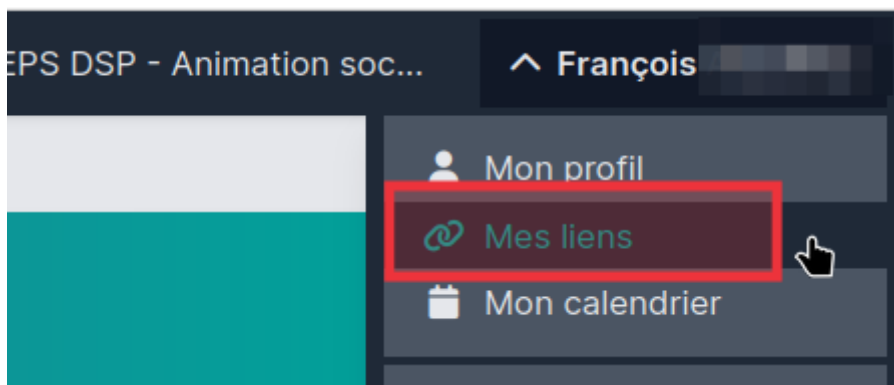 EPS DSP - Animation soc... François
Mon profil
Mes liens
Mon calendrier